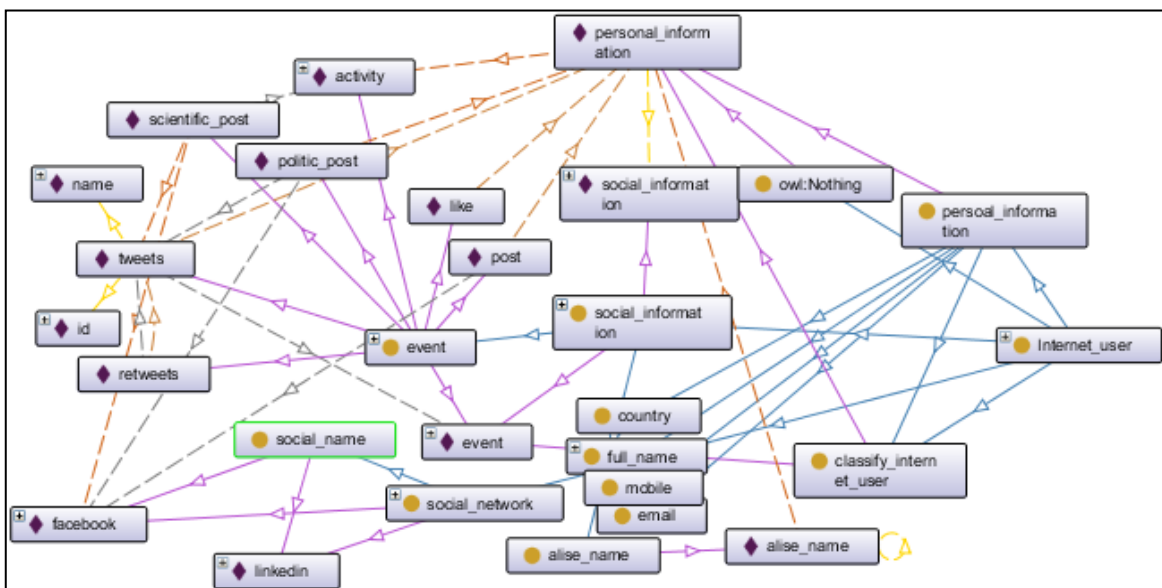 personal_inform
ation
activity
scientific_post
politic_post
name
like
social_informat
ion
owl:Nothing
persoal_informa
tion
tweets
post
id
social_informat
ion
event
Internet_user
retweets
country
social_name
event
full_name
classify_intern
et_user
mobile
social_network
email
facebook
alise_name
alise_name
linkedin